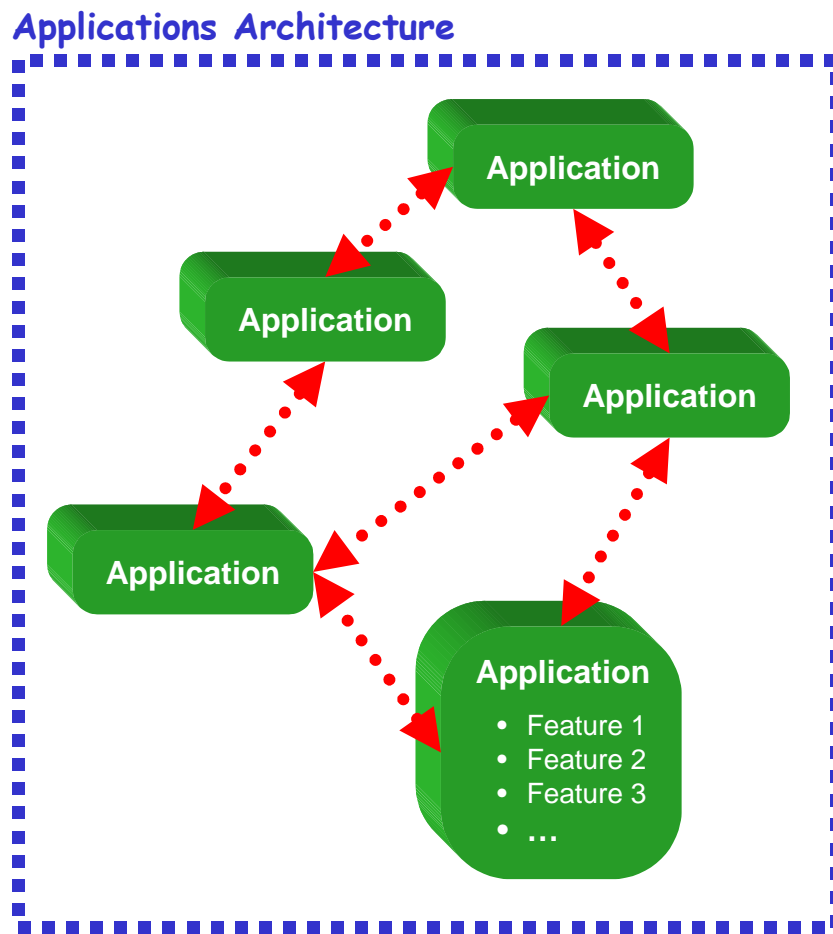 Applications Architecture
Application
Application
Application
Application
Application
• Feature 1
• Feature 2
• Feature 3
• ...